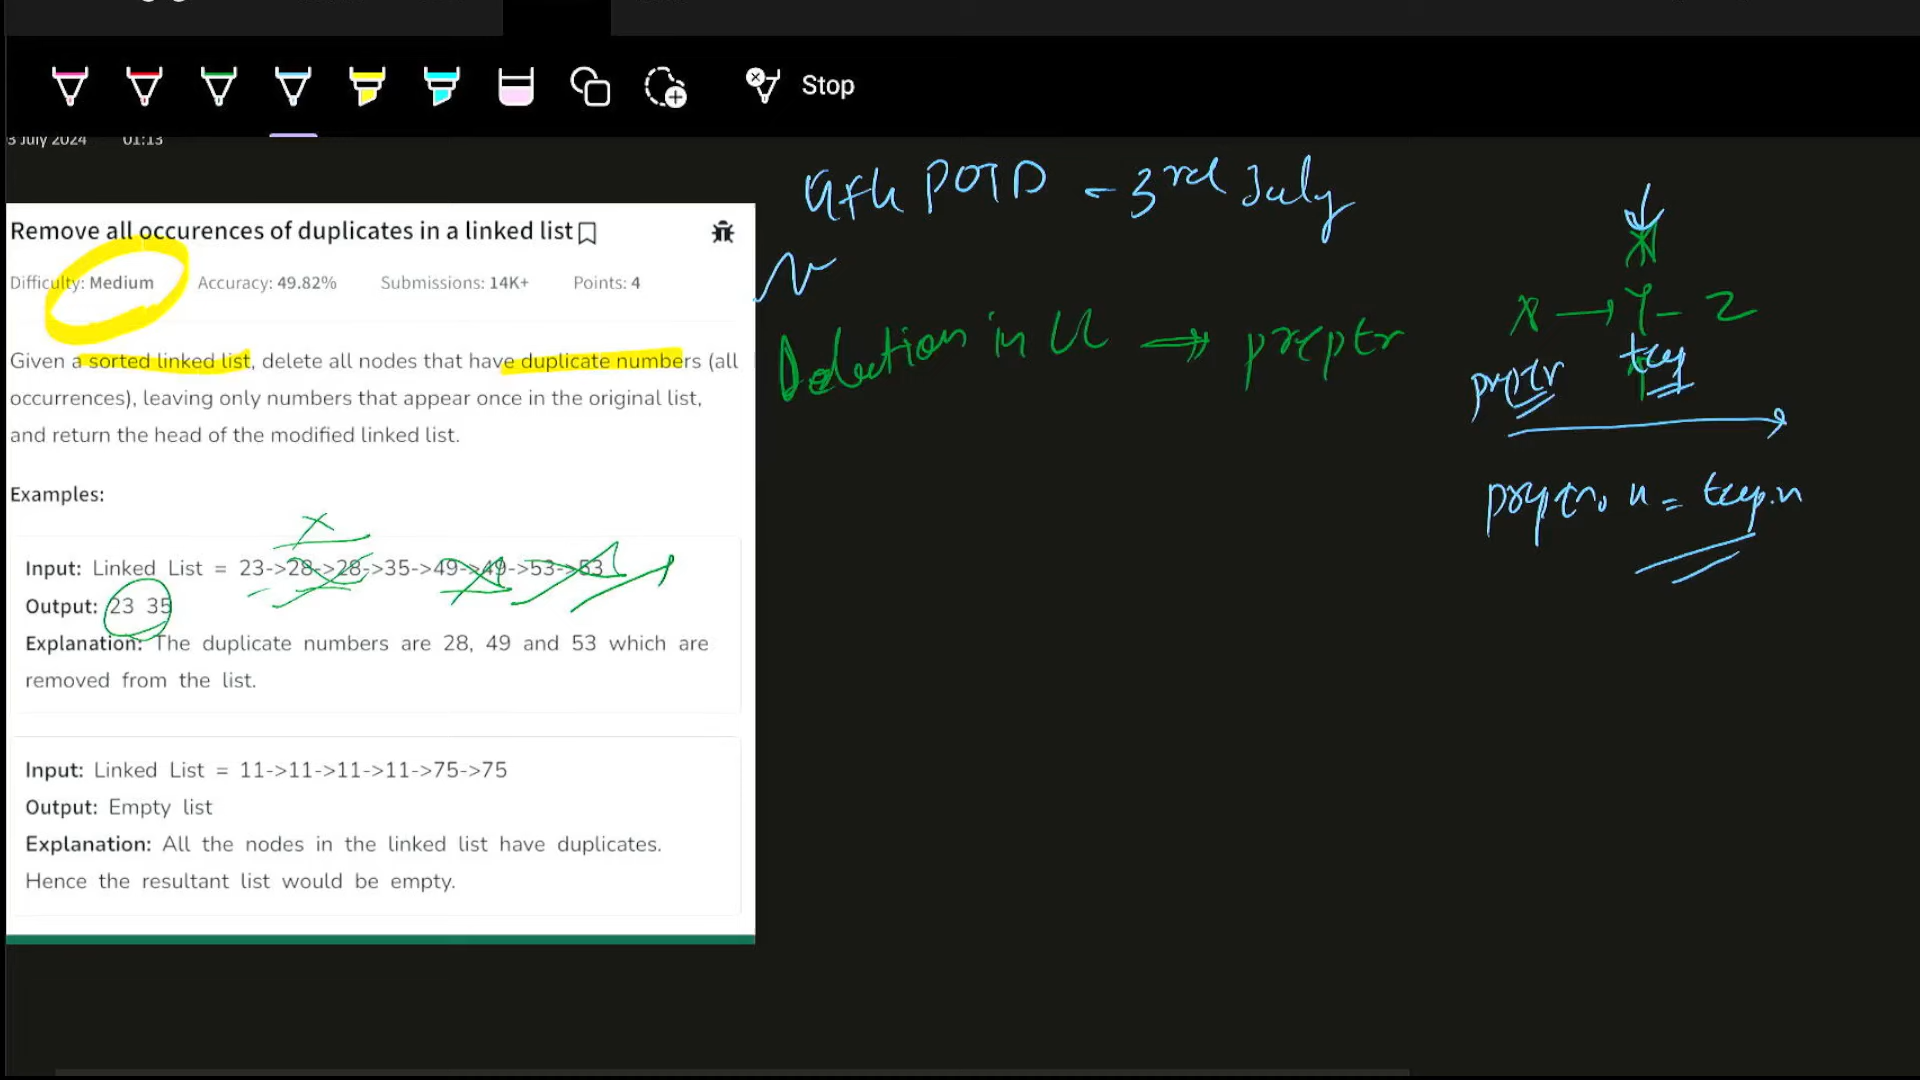 Stop
3 July 2024 01:13
Remove all occurences of duplicates in a linked list
Difficulty: Medium Accuracy: 49.82% Submissions: 14K+ Points: 4
Given a sorted linked list, delete all nodes that have duplicate numbers (all
occurrences), leaving only numbers that appear once in the original list,
and return the head of the modified linked list.
Examples:
Input: Linked List = 23->28->28->35->49->49->53->53
Output: 23 35
Explanation: The duplicate numbers are 28, 49 and 53 which are
removed from the list.
Input: Linked List = 11->11->11->11->75->75
Output: Empty list
Explanation: All the nodes in the linked list have duplicates.
Hence the resultant list would be empty.
POTD - 3rd July
Deletion in LL => preptr
X -> Y - Z
preptr temp
preptr. n = temp.n